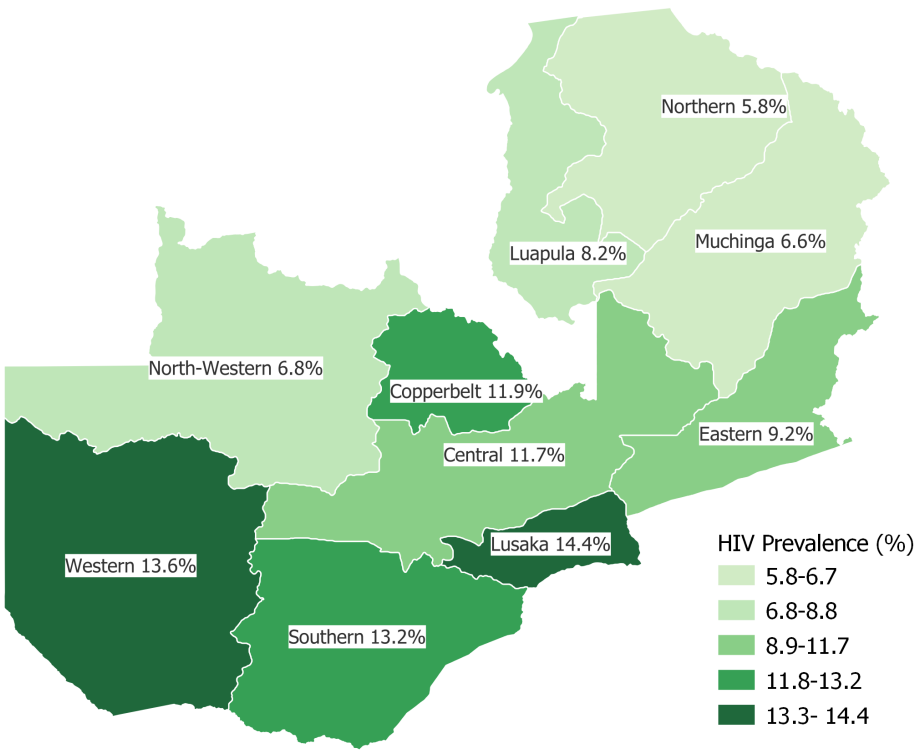 Northern 5.8%
Muchinga 6.6%
Luapula 8.2%
North-Western 6.8%
Copperbelt 11.9%
Eastern 9.2%
Central 11.7%
Lusaka 14.4%
Western 13.6%
Southern 13.2%
HIV Prevalence (%)
5.8-6.7
6.8-8.8
8.9-11.7
11.8-13.2
13.3- 14.4